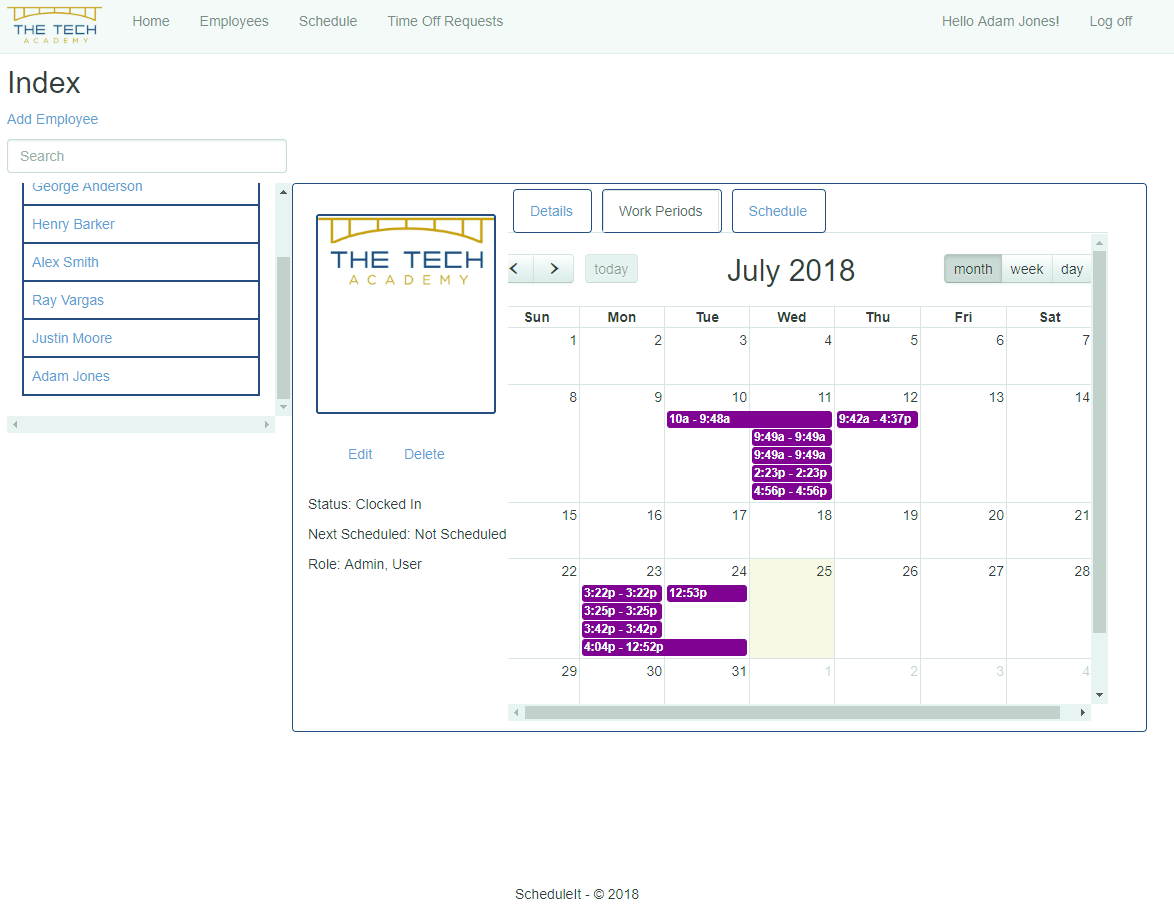 THE TECH
ACADEMY
Home Employees Schedule Time Off Requests Hello Adam Jones! Log off
Index
Add Employee
Search
George Anderson
Henry Barker
Alex Smith
Ray Vargas
Justin Moore
Adam Jones
THE TECH
ACADEMY
Edit Delete
Status: Clocked In
Next Scheduled: Not Scheduled
Role: Admin, User
Details Work Periods Schedule
today July 2018 month week day
Sun Mon Tue Wed Thu Fri Sat
1 2 3 4 5 6 7
8 9 10 11 12 13 14
10a - 9:48a 9:42a - 4:37p
9:49a - 9:49a
9:49a - 9:49a
2:23p - 2:23p
4:56p - 4:56p
15 16 17 18 19 20 21
22 23 24 25 26 27 28
3:22p - 3:22p 12:53p
3:25p - 3:25p
3:42p - 3:42p
4:04p - 12:52p
29 30 31 1 2 3 4
ScheduleIt - © 2018